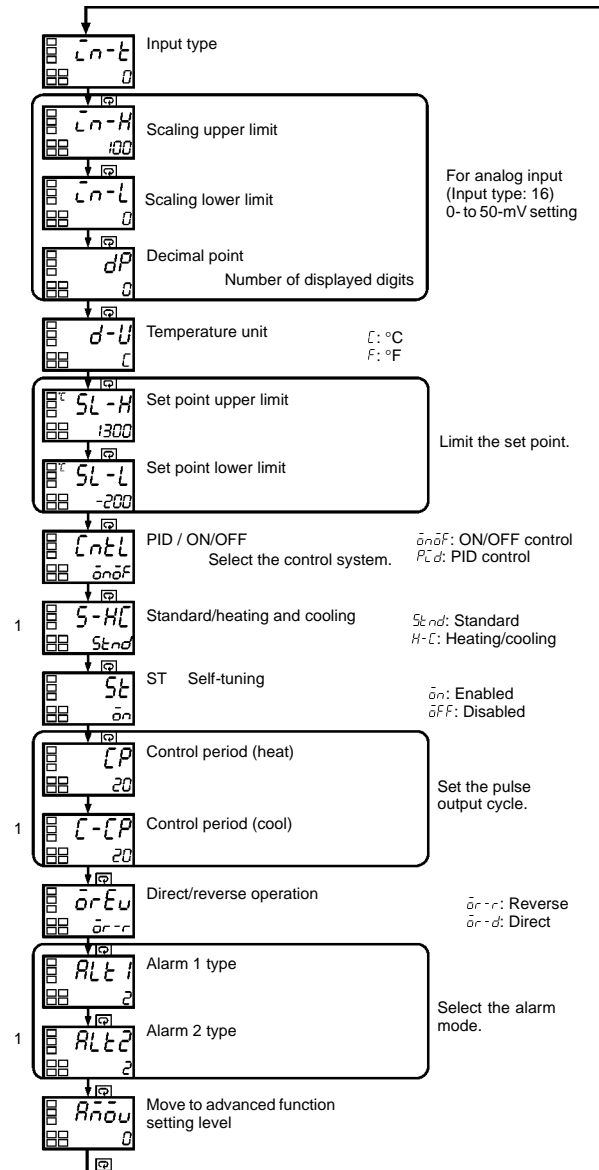 in-t Input type
0
in-H Scaling upper limit
100
in-L Scaling lower limit
0
For analog input
(Input type: 16)
0- to 50-mV setting
dP Decimal point
0 Number of displayed digits
d-U Temperature unit
C
C: °C
F: °F
°C SL-H Set point upper limit
1300
°C SL-L Set point lower limit
-200
Limit the set point.
CntL PID / ON/OFF
onoF Select the control system.
onoF: ON/OFF control
Pid: PID control
1 S-HC Standard/heating and cooling
Stnd
Stnd: Standard
H-C: Heating/cooling
St ST Self-tuning
on
on: Enabled
oFF: Disabled
CP Control period (heat)
20
1 C-CP Control period (cool)
20
Set the pulse
output cycle.
orEv Direct/reverse operation
or-r
or-r: Reverse
or-d: Direct
ALt1 Alarm 1 type
2
1 ALt2 Alarm 2 type
2
Select the alarm
mode.
Amov Move to advanced function
0 setting level